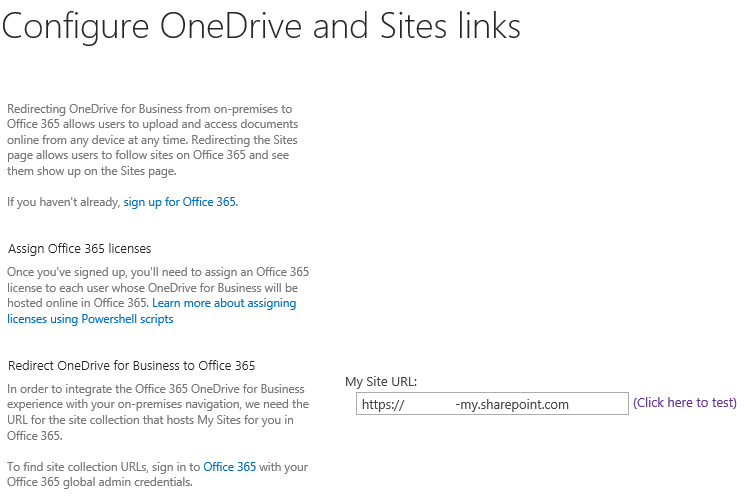 Configure OneDrive and Sites links
Redirecting OneDrive for Business from on-premises to
Office 365 allows users to upload and access documents
online from any device at any time. Redirecting the Sites
page allows users to follow sites on Office 365 and see
them show up on the Sites page.
If you haven't already, sign up for Office 365.
Assign Office 365 licenses
Once you've signed up, you'll need to assign an Office 365
license to each user whose OneDrive for Business will be
hosted online in Office 365. Learn more about assigning
licenses using Powershell scripts
Redirect OneDrive for Business to Office 365
In order to integrate the Office 365 OneDrive for Business
experience with your on-premises navigation, we need the
URL for the site collection that hosts My Sites for you in
Office 365.
To find site collection URLs, sign in to Office 365 with your
Office 365 global admin credentials.
My Site URL:
https:// -my.sharepoint.com (Click here to test)